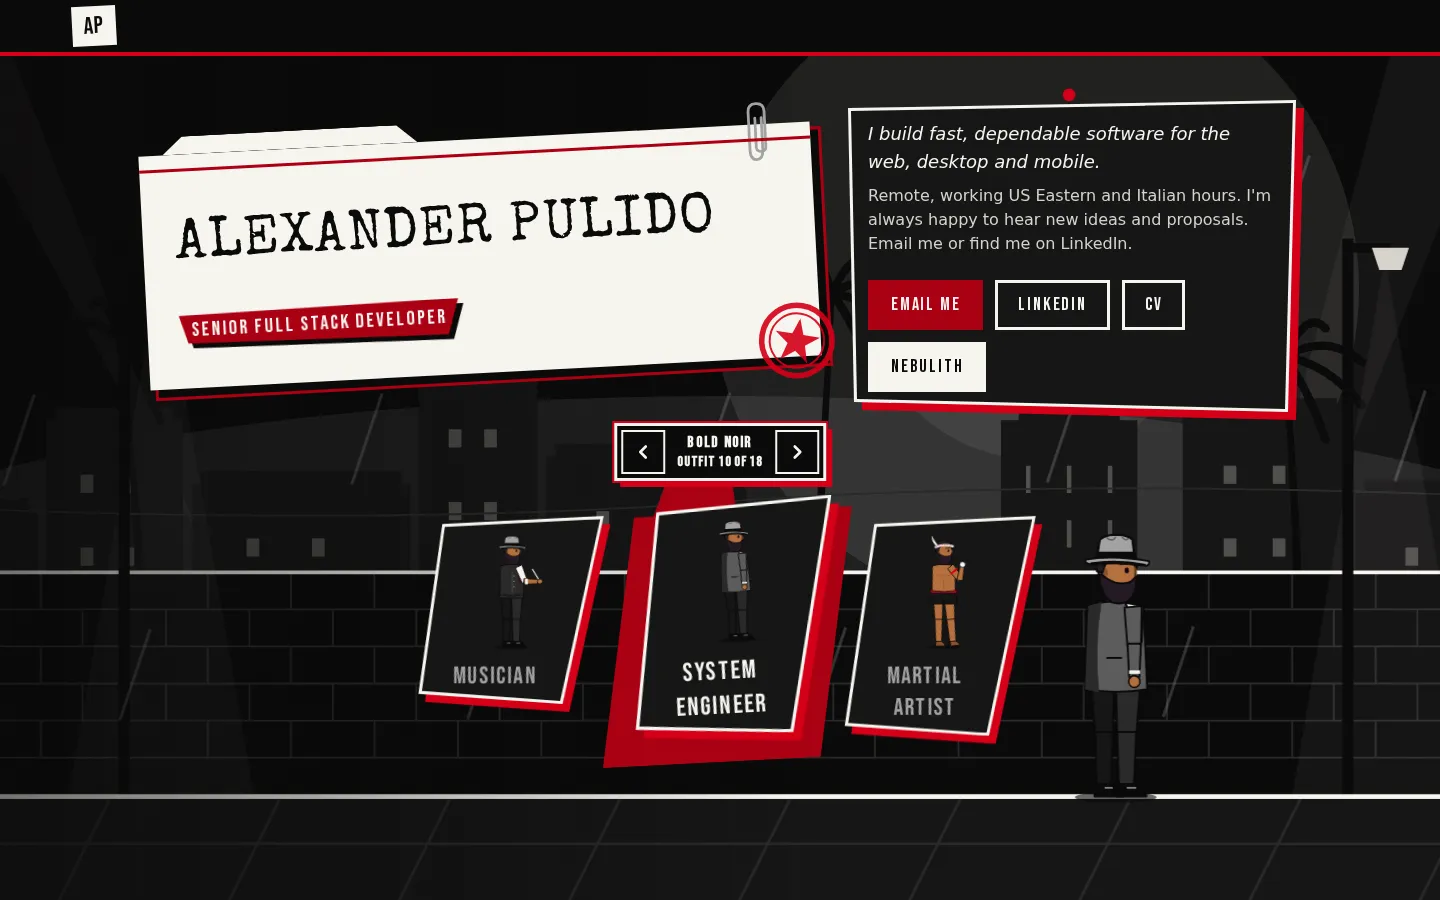 AP
ALEXANDER PULIDO
SENIOR FULL STACK DEVELOPER
I build fast, dependable software for the
web, desktop and mobile.
Remote, working US Eastern and Italian hours. I'm
always happy to hear new ideas and proposals.
Email me or find me on LinkedIn.
EMAIL ME
LINKEDIN
CV
NEBULITH
BOLD NOIR
OUTFIT 10 OF 18
MUSICIAN
SYSTEM
ENGINEER
MARTIAL
ARTIST